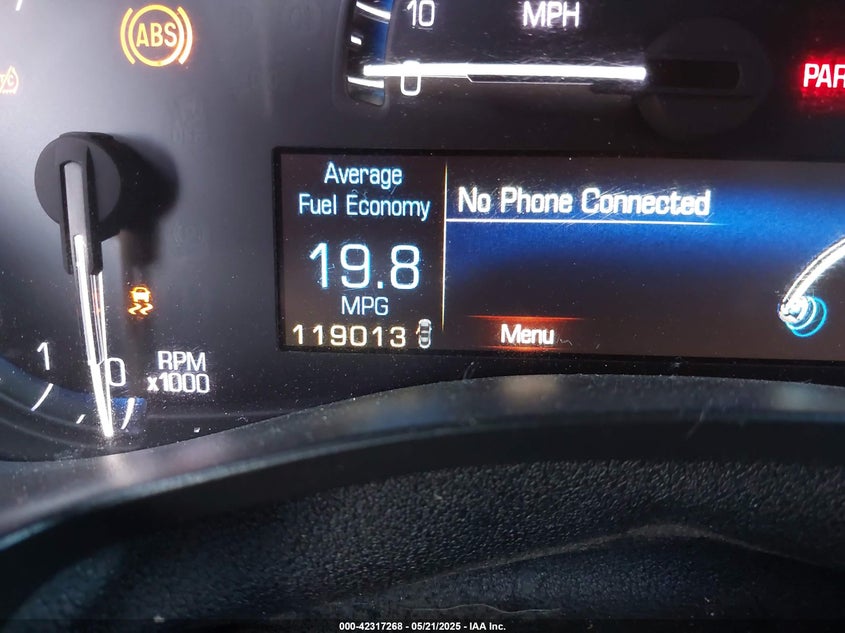 ABS
10
MPH
0
PAR
Average
Fuel Economy
No Phone Connected
19.8
MPG
119013
Menu
1
0
RPM
x1000
000-42317268 - 05/21/2025 - IAA Inc.